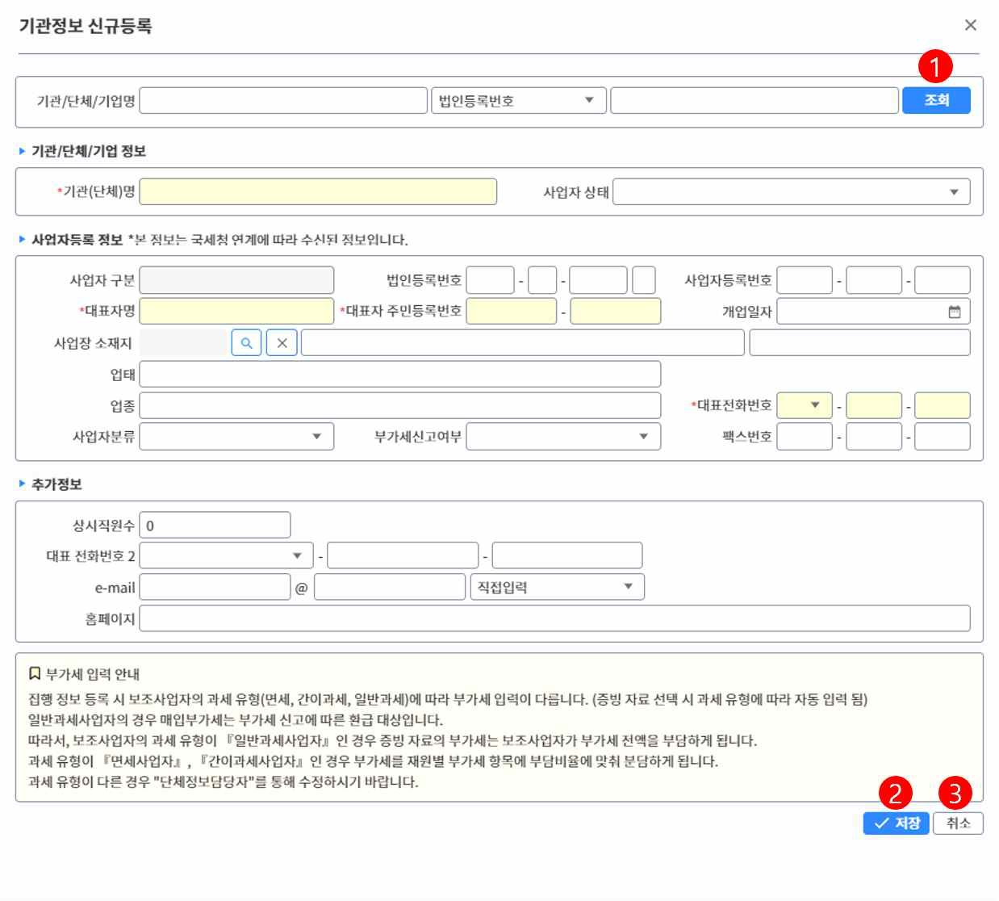 기관정보 신규등록
1
기관/단체/기업명 법인등록번호 조회
기관/단체/기업 정보
*기관(단체)명 사업자 상태
사업자등록 정보 *본 정보는 국세청 연계에 따라 수신된 정보입니다.
사업자 구분 법인등록번호 - - 사업자등록번호 - -
*대표자명 *대표자 주민등록번호 - 개업일자
사업장 소재지
업태
업종 *대표전화번호 - -
사업자분류 부가세신고여부 팩스번호 - -
추가정보
상시직원수 0
대표 전화번호 2 - -
e-mail @ 직접입력
홈페이지
부가세 입력 안내
집행 정보 등록 시 보조사업자의 과세 유형(면세, 간이과세, 일반과세)에 따라 부가세 입력이 다릅니다. (증빙 자료 선택 시 과세 유형에 따라 자동 입력 됨)
일반과세사업자의 경우 매입부가세는 부가세 신고에 따른 환급 대상입니다.
따라서, 보조사업자의 과세 유형이 『일반과세사업자』인 경우 증빙 자료의 부가세는 보조사업자가 부가세 전액을 부담하게 됩니다.
과세 유형이 『면세사업자』, 『간이과세사업자』인 경우 부가세를 재원별 부가세 항목에 부담비율에 맞춰 분담하게 됩니다.
과세 유형이 다른 경우 "단체정보담당자"를 통해 수정하시기 바랍니다.
2 3
저장 취소